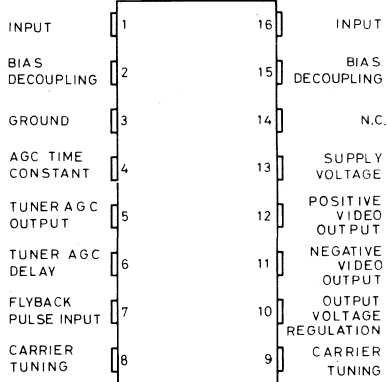 INPUT
1
16
INPUT
BIAS
DECOUPLING
2
15
BIAS
DECOUPLING
GROUND
3
14
N.C.
AGC TIME
CONSTANT
4
13
SUPPLY
VOLTAGE
TUNER AGC
OUTPUT
5
12
POSITIVE
VIDEO
OUTPUT
TUNER AGC
DELAY
6
11
NEGATIVE
VIDEO
OUTPUT
FLYBACK
PULSE INPUT
7
10
OUTPUT
VOLTAGE
REGULATION
CARRIER
TUNING
8
9
CARRIER
TUNING